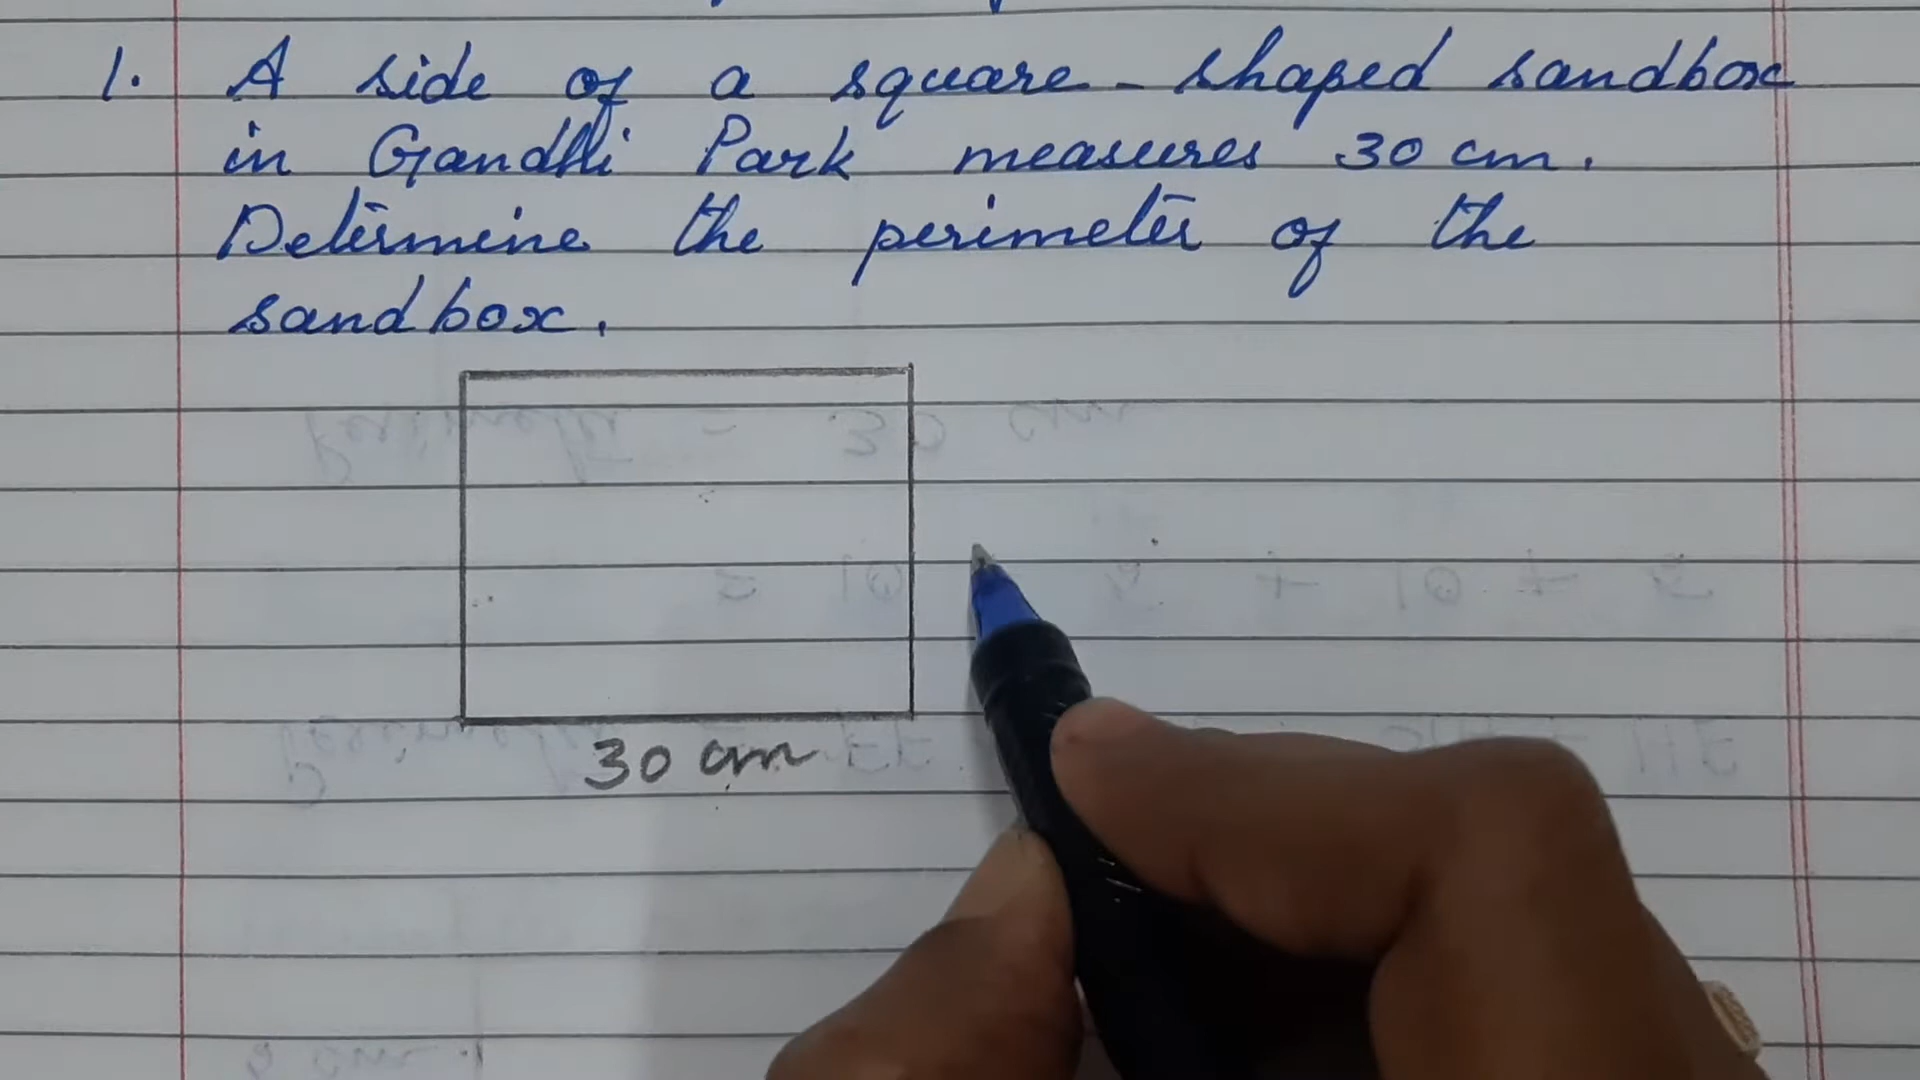 1. A side of a square-shaped sandbox
in Gandhi Park measures 30 cm.
Determine the perimeter of the
sandbox.
30 cm